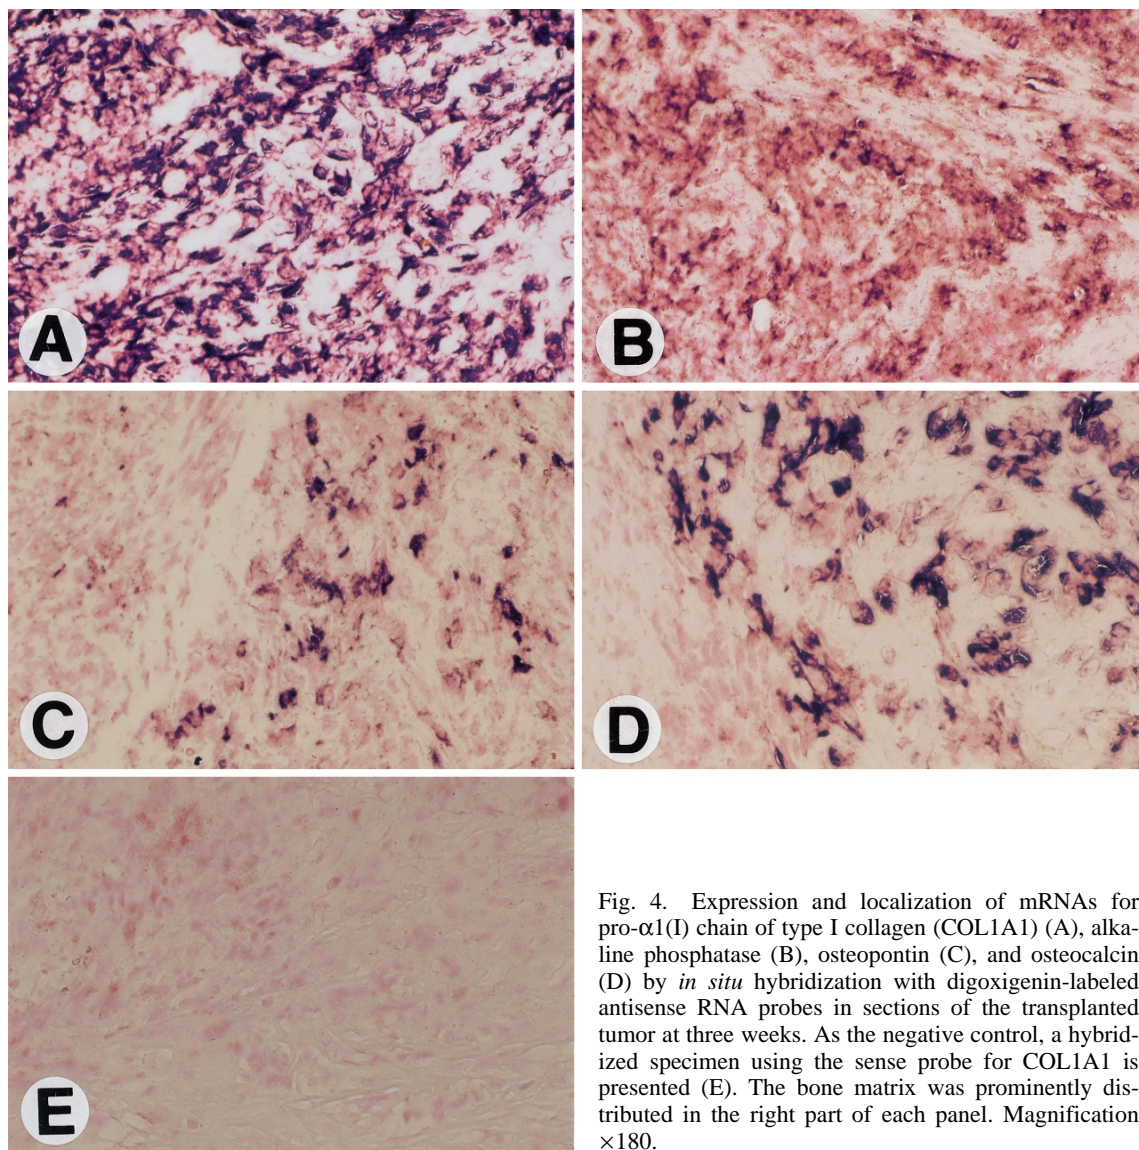 A
B
C
D
E
Fig. 4. Expression and localization of mRNAs for
pro-α1(I) chain of type I collagen (COL1A1) (A), alka-
line phosphatase (B), osteopontin (C), and osteocalcin
(D) by in situ hybridization with digoxigenin-labeled
antisense RNA probes in sections of the transplanted
tumor at three weeks. As the negative control, a hybrid-
ized specimen using the sense probe for COL1A1 is
presented (E). The bone matrix was prominently dis-
tributed in the right part of each panel. Magnification
×180.